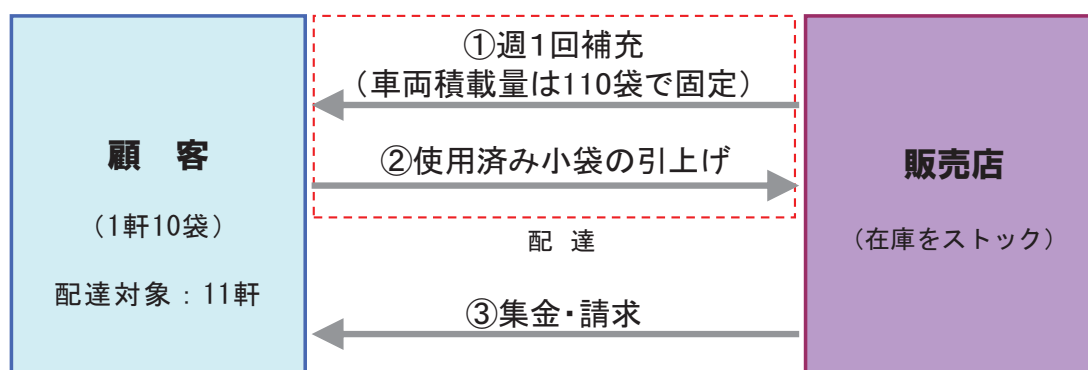 ①週1回補充
(車両積載量は110袋で固定)
②使用済み小袋の引上げ
配 達
③集金・請求
顧 客
(1軒10袋)
配達対象：11軒
販売店
(在庫をストック)